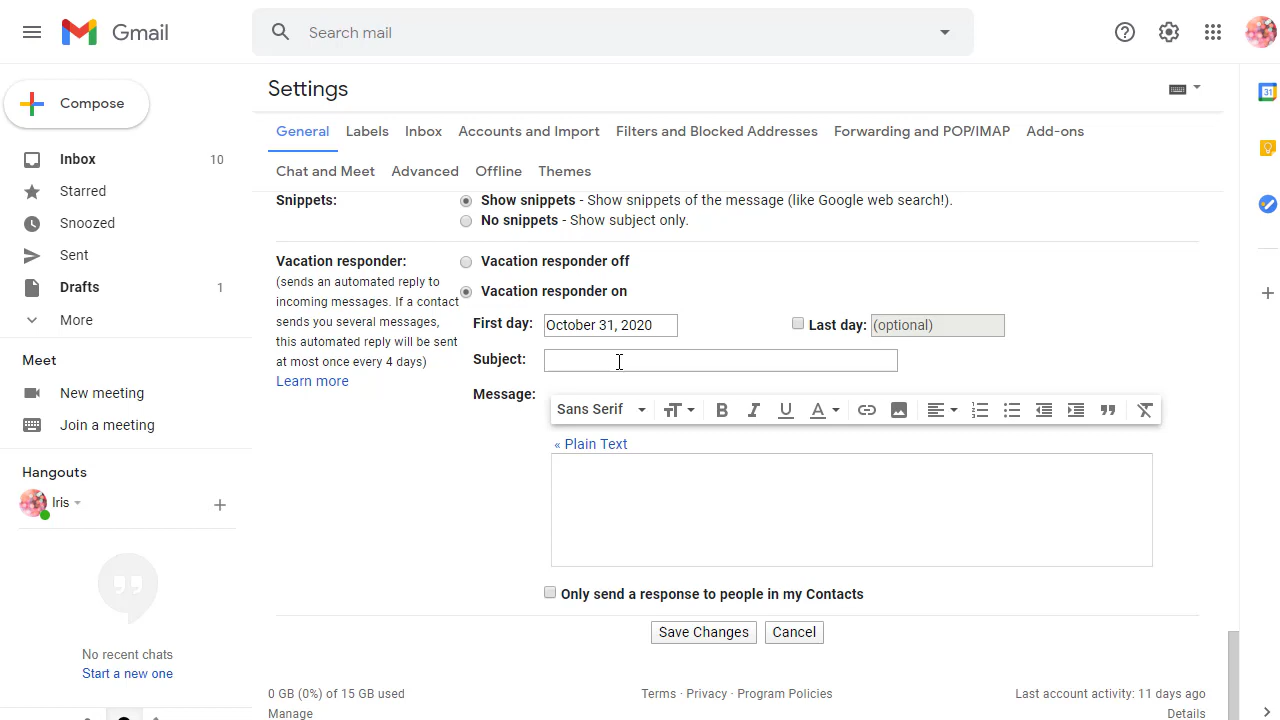 Gmail
Search mail
Compose
Inbox 10
Starred
Snoozed
Sent
Drafts 1
More
Meet
New meeting
Join a meeting
Hangouts
Iris
No recent chats
Start a new one
Settings
General Labels Inbox Accounts and Import Filters and Blocked Addresses Forwarding and POP/IMAP Add-ons
Chat and Meet Advanced Offline Themes
Snippets: Show snippets - Show snippets of the message (like Google web search!).
No snippets - Show subject only.
Vacation responder:
(sends an automated reply to
incoming messages. If a contact
sends you several messages,
this automated reply will be sent
at most once every 4 days)
Learn more
Vacation responder off
Vacation responder on
First day: October 31, 2020 Last day: (optional)
Subject:
Message:
Sans Serif
« Plain Text
Only send a response to people in my Contacts
Save Changes Cancel
0 GB (0%) of 15 GB used
Manage
Terms · Privacy · Program Policies
Last account activity: 11 days ago
Details
31